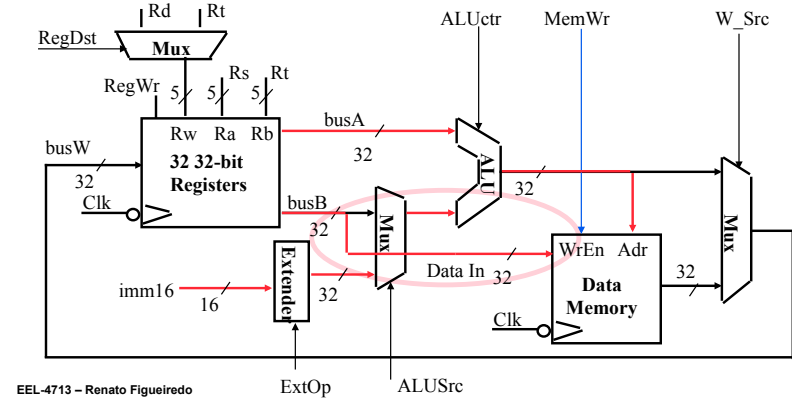 Rd Rt
ALUctr MemWr W_Src
RegDst
Mux
Rs Rt
RegWr
5 5 5
busA
Rw Ra Rb
busW
32
32
32 32-bit
Registers
ALU
32
Clk
busB
32
Mux
Mux
WrEn Adr
Data In 32
32
Extender
32
imm16
16
Data
Memory
Clk
EEL-4713 – Renato Figueiredo
ExtOp ALUSrc